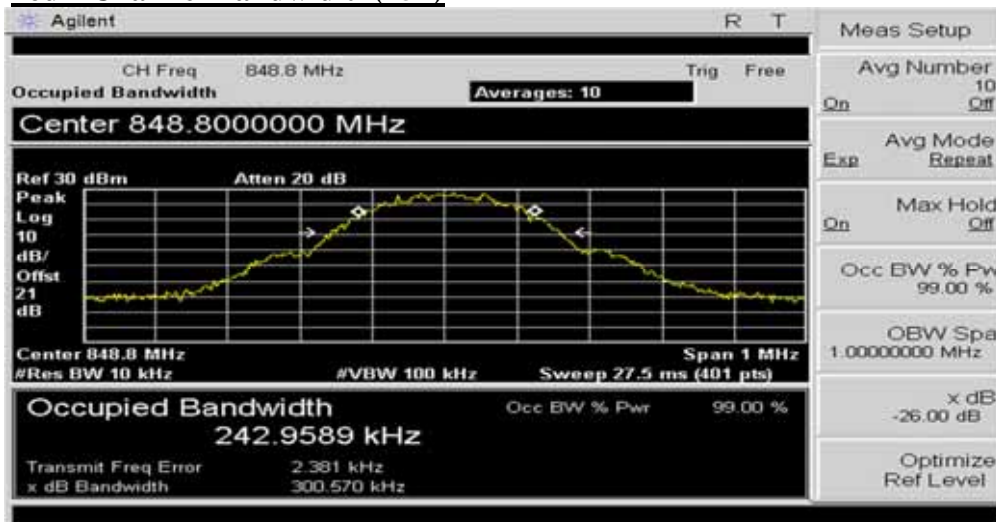 Agilent R T
CH Freq 848.8 MHz Trig Free
Occupied Bandwidth Averages: 10
Center 848.8000000 MHz
Ref 30 dBm Atten 20 dB
Peak
Log
10
dB/
Offst
21
dB
Center 848.8 MHz Span 1 MHz
#Res BW 10 kHz #VBW 100 kHz Sweep 27.5 ms (401 pts)
Occupied Bandwidth Occ BW % Pwr 99.00 %
242.9589 kHz
Transmit Freq Error 2.381 kHz
x dB Bandwidth 300.570 kHz
Meas Setup
Avg Number
10
On Off
Avg Mode
Exp Repeat
Max Hold
On Off
Occ BW % Pw
99.00 %
OBW Spa
1.00000000 MHz
x dB
-26.00 dB
Optimize
Ref Level